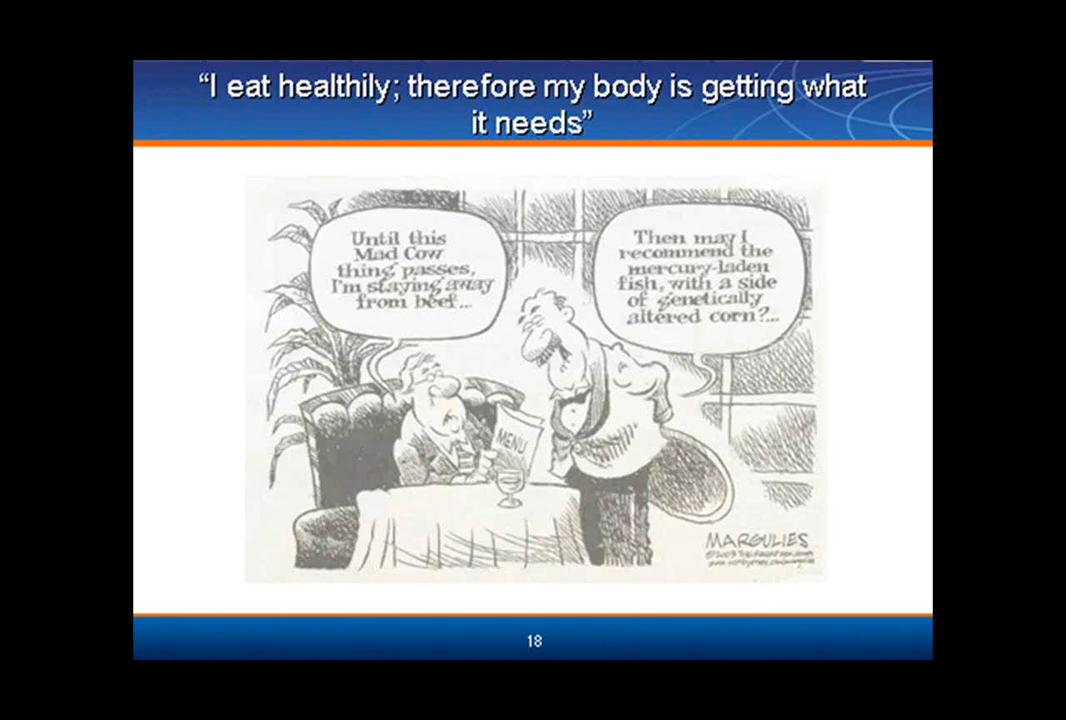 “I eat healthily; therefore my body is getting what
it needs”
Until this
Mad Cow
thing passes,
I'm staying away
from beef...
Then may I
recommend the
mercury-laden
fish, with a side
of genetically
altered corn?...
MENU
MARGULIES
©2003
18